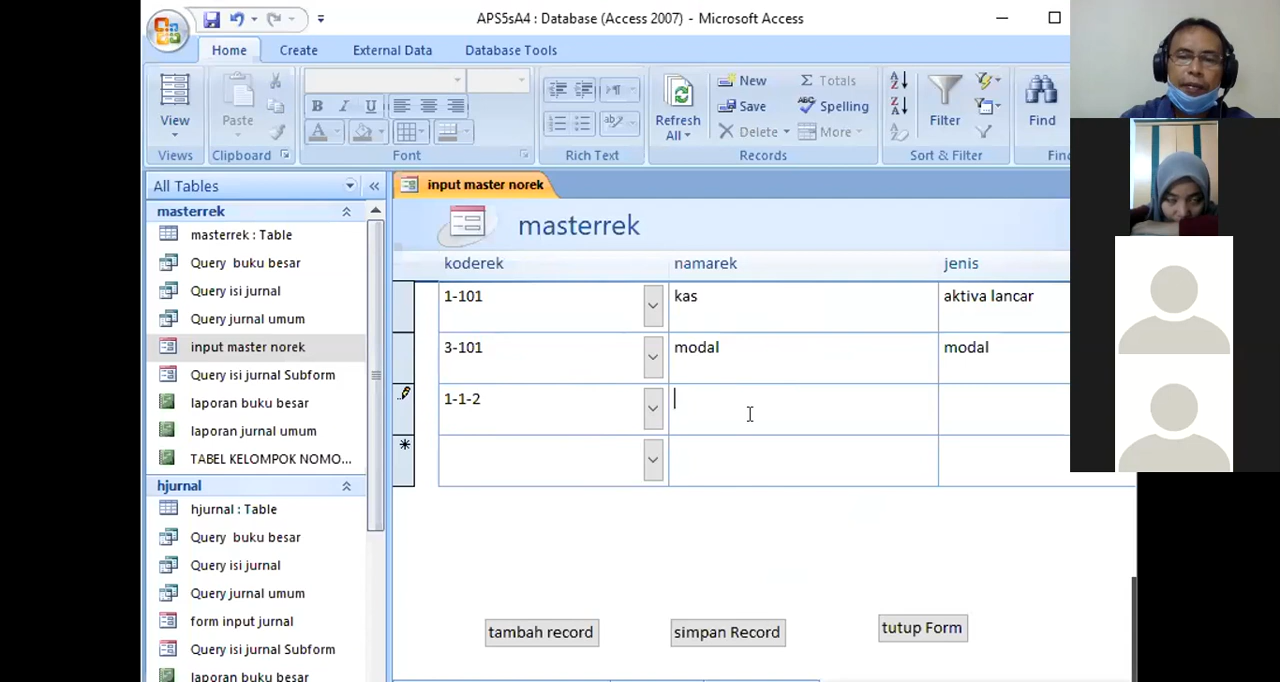 APS5sA4 : Database (Access 2007) - Microsoft Access
Home Create External Data Database Tools
View
Views
Paste
Clipboard
B I U
A
Font
Rich Text
Refresh
All
New
Save
Delete
Totals
Spelling
More
Records
Filter
Sort & Filter
Find
Find
All Tables
masterrek
masterrek : Table
Query buku besar
Query isi jurnal
Query jurnal umum
input master norek
Query isi jurnal Subform
laporan buku besar
laporan jurnal umum
TABEL KELOMPOK NOMO...
hjurnal
hjurnal : Table
Query buku besar
Query isi jurnal
Query jurnal umum
form input jurnal
Query isi jurnal Subform
laporan buku besar
input master norek
masterrek
koderek namarek jenis
1-101 kas aktiva lancar
3-101 modal modal
1-1-2
tambah record simpan Record tutup Form